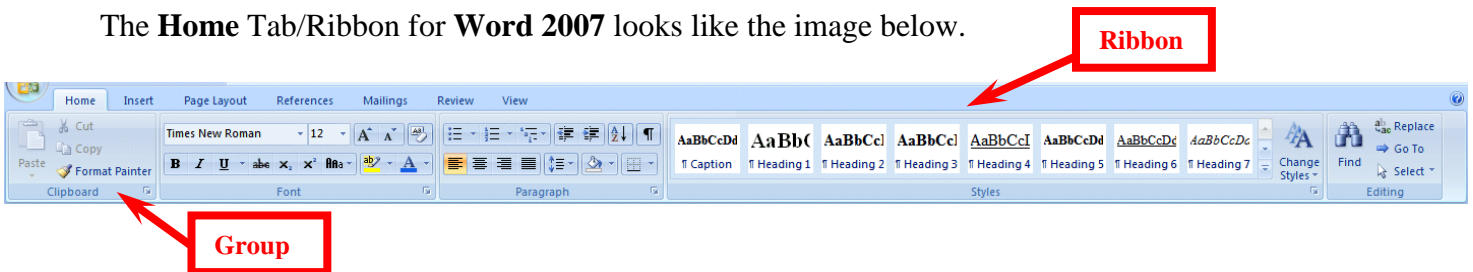 The Home Tab/Ribbon for Word 2007 looks like the image below.
Ribbon
Home Insert Page Layout References Mailings Review View
Cut
Copy
Paste
Format Painter
Clipboard
Times New Roman 12 A A Aa
B I U abe X₂ X² Aa ab A
Font
A Z ¶
Paragraph
AaBbCcDd AaBb( AaBbCcl AaBbCcl AaBbCcI AaBbCcDd AaBbCcDd AaBbCcDc
¶ Caption ¶ Heading 1 ¶ Heading 2 ¶ Heading 3 ¶ Heading 4 ¶ Heading 5 ¶ Heading 6 ¶ Heading 7
Change
Styles
Styles
Find
Replace
Go To
Select
Editing
Group